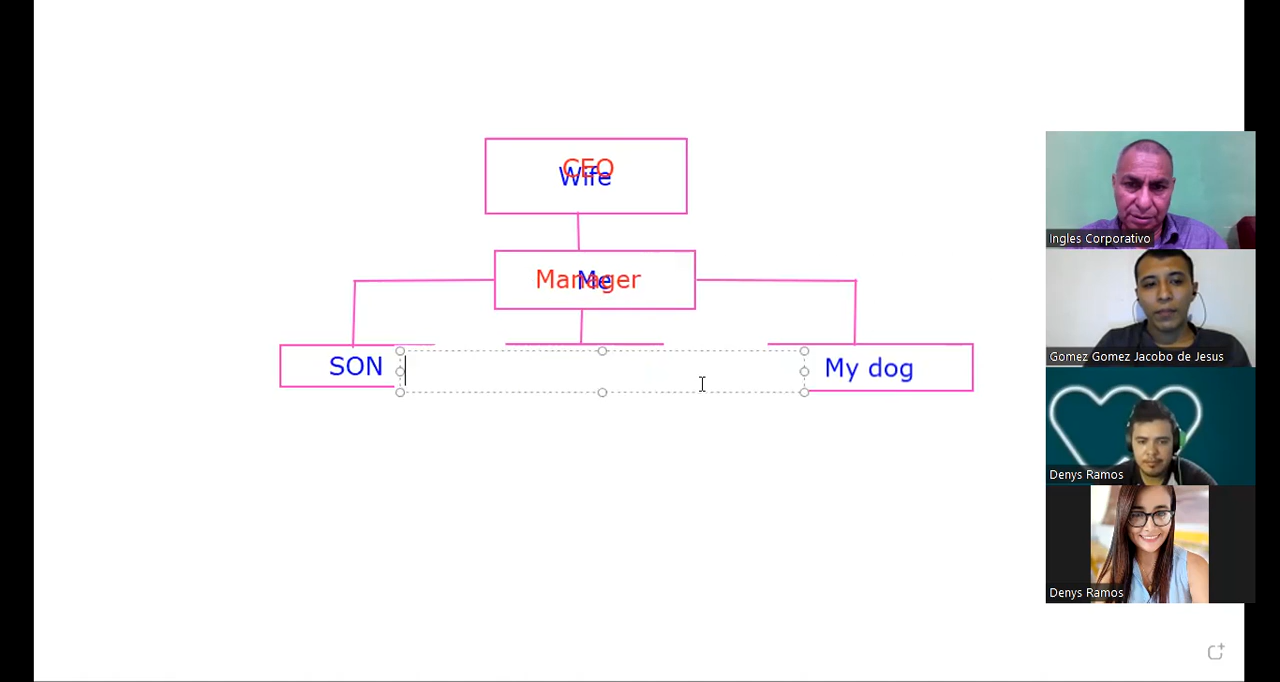 CEO
Wife
Manager
Me
SON
My dog
Ingles Corporativo
Gomez Gomez Jacobo de Jesus
Denys Ramos
Denys Ramos